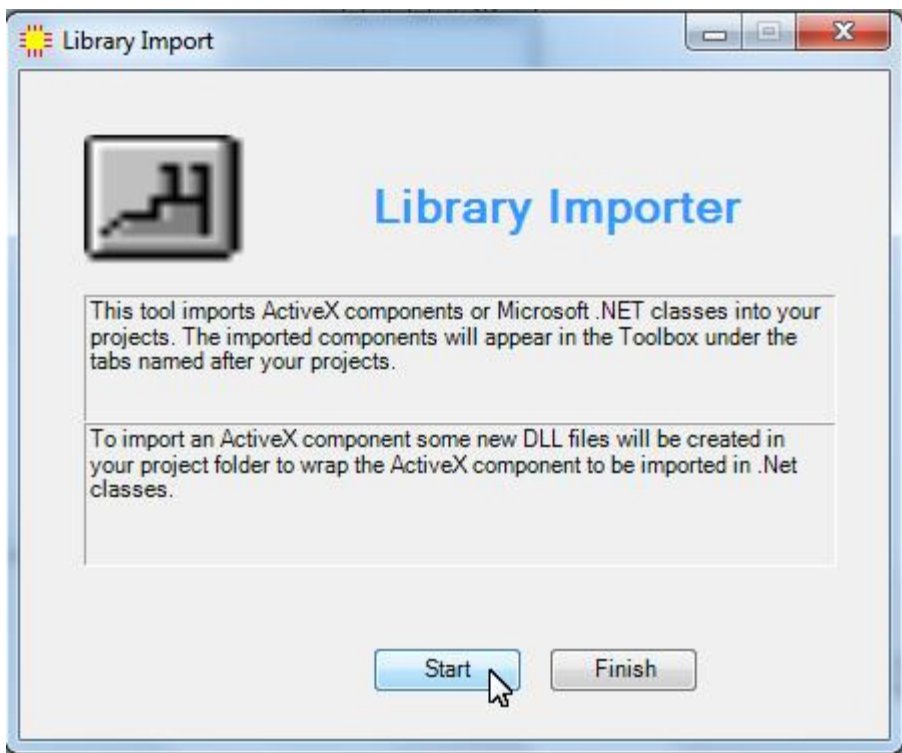 Library Import
Library Importer
This tool imports ActiveX components or Microsoft .NET classes into your
projects. The imported components will appear in the Toolbox under the
tabs named after your projects.
To import an ActiveX component some new DLL files will be created in
your project folder to wrap the ActiveX component to be imported in .Net
classes.
Start
Finish